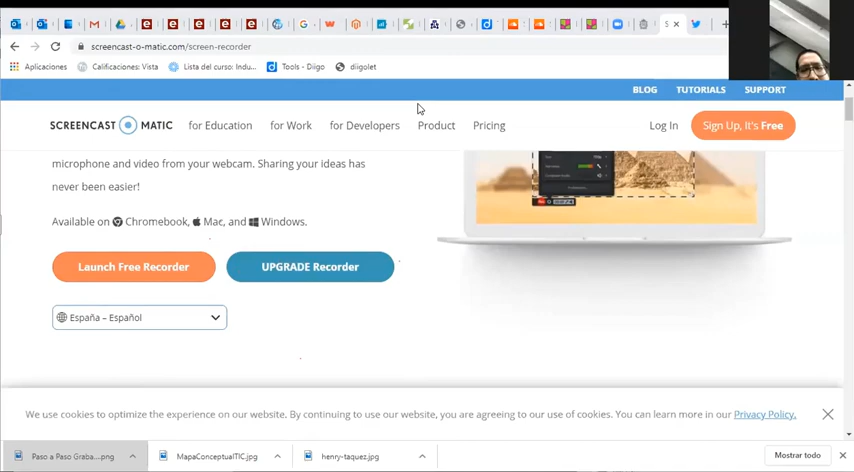 screencast-o-matic.com/screen-recorder
Aplicaciones
Calificaciones: Vista
Lista del curso: Indu...
Tools - Diigo
diigolet
BLOG
TUTORIALS
SUPPORT
SCREENCAST MATIC
for Education
for Work
for Developers
Product
Pricing
Log In
Sign Up, It's Free
microphone and video from your webcam. Sharing your ideas has
never been easier!
Available on Chromebook, Mac, and Windows.
Launch Free Recorder
UPGRADE Recorder
España – Español
We use cookies to optimize the experience on our website. By continuing to use our website, you are agreeing to our use of cookies. You can learn more in our Privacy Policy.
Paso a Paso Graba....png
MapaConceptualTIC.jpg
henry-taquez.jpg
Mostrar todo